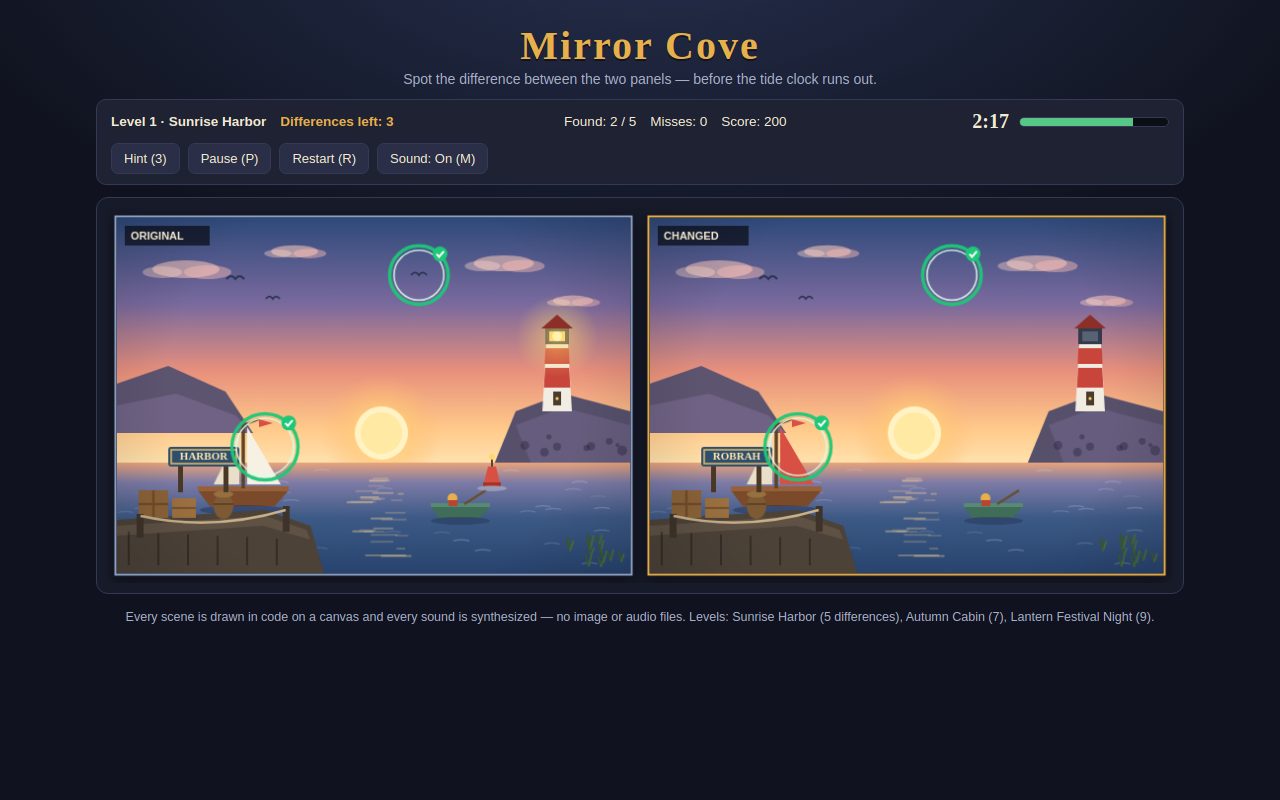 Mirror Cove
Spot the difference between the two panels — before the tide clock runs out.
Level 1 · Sunrise Harbor Differences left: 3 Found: 2 / 5 Misses: 0 Score: 200 2:17
Hint (3) Pause (P) Restart (R) Sound: On (M)
ORIGINAL CHANGED
HARBOR ROBRAH
Every scene is drawn in code on a canvas and every sound is synthesized — no image or audio files. Levels: Sunrise Harbor (5 differences), Autumn Cabin (7), Lantern Festival Night (9).